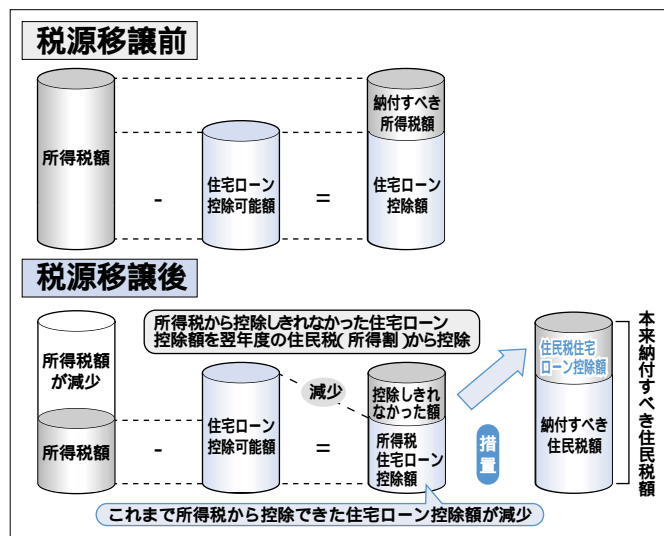 税源移譲前
所得税額
-
住宅ローン
控除可能額
=
納付すべき
所得税額
住宅ローン
控除額
税源移譲後
所得税から控除しきれなかった住宅ローン
控除額を翌年度の住民税(所得割)から控除
所得税額
が減少
所得税額
-
住宅ローン
控除可能額
減少
=
控除しきれ
なかった額
所得税
住宅ローン
控除額
措置
住民税住宅
ローン控除額
納付すべき
住民税額
本来納付すべき住民税額
これまで所得税から控除できた住宅ローン控除額が減少